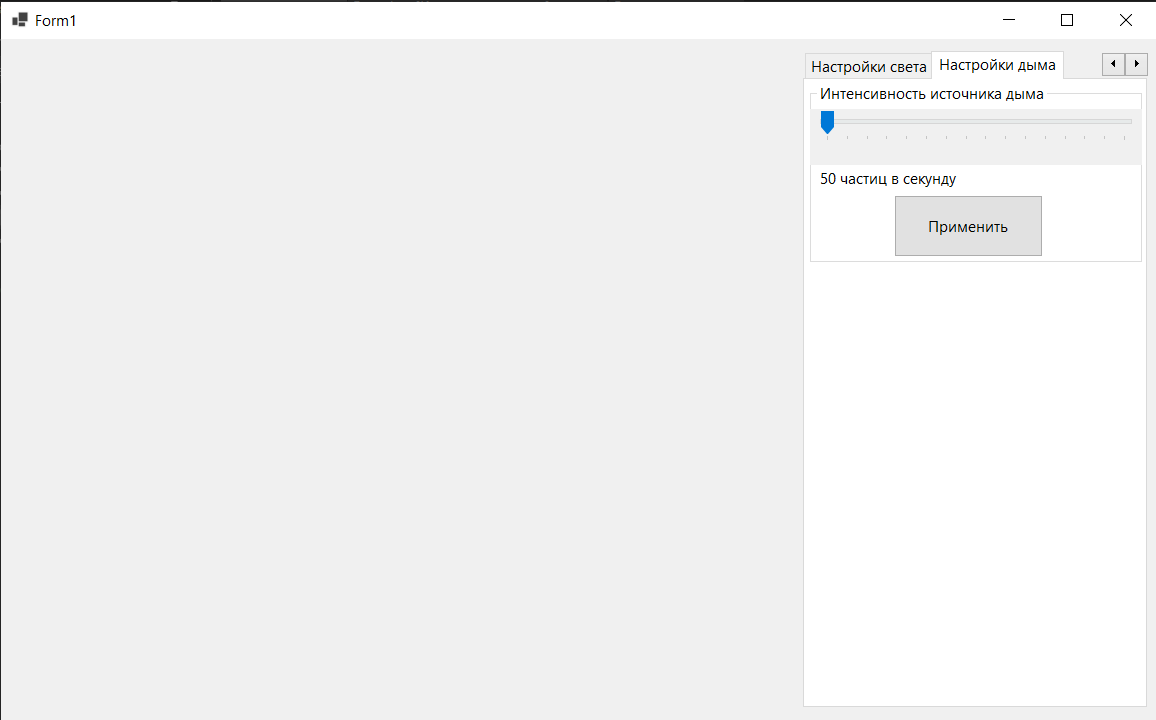 Form1
Настройки света
Настройки дыма
Интенсивность источника дыма
50 частиц в секунду
Применить